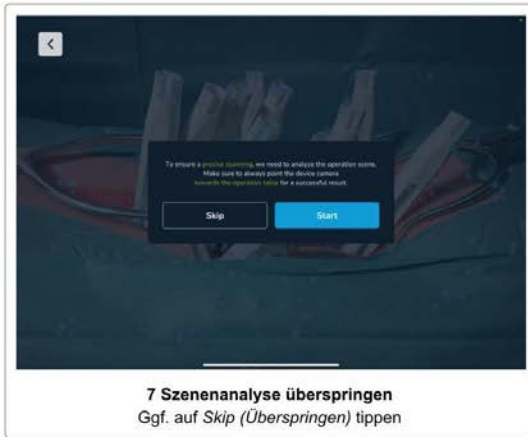 To ensure a precise scanning, we need to analyze the operation scene.
Make sure to always point the device camera
towards the operation table for a successful result.
Skip
Start
7 Szenenanalyse überspringen
Ggf. auf Skip (Überspringen) tippen